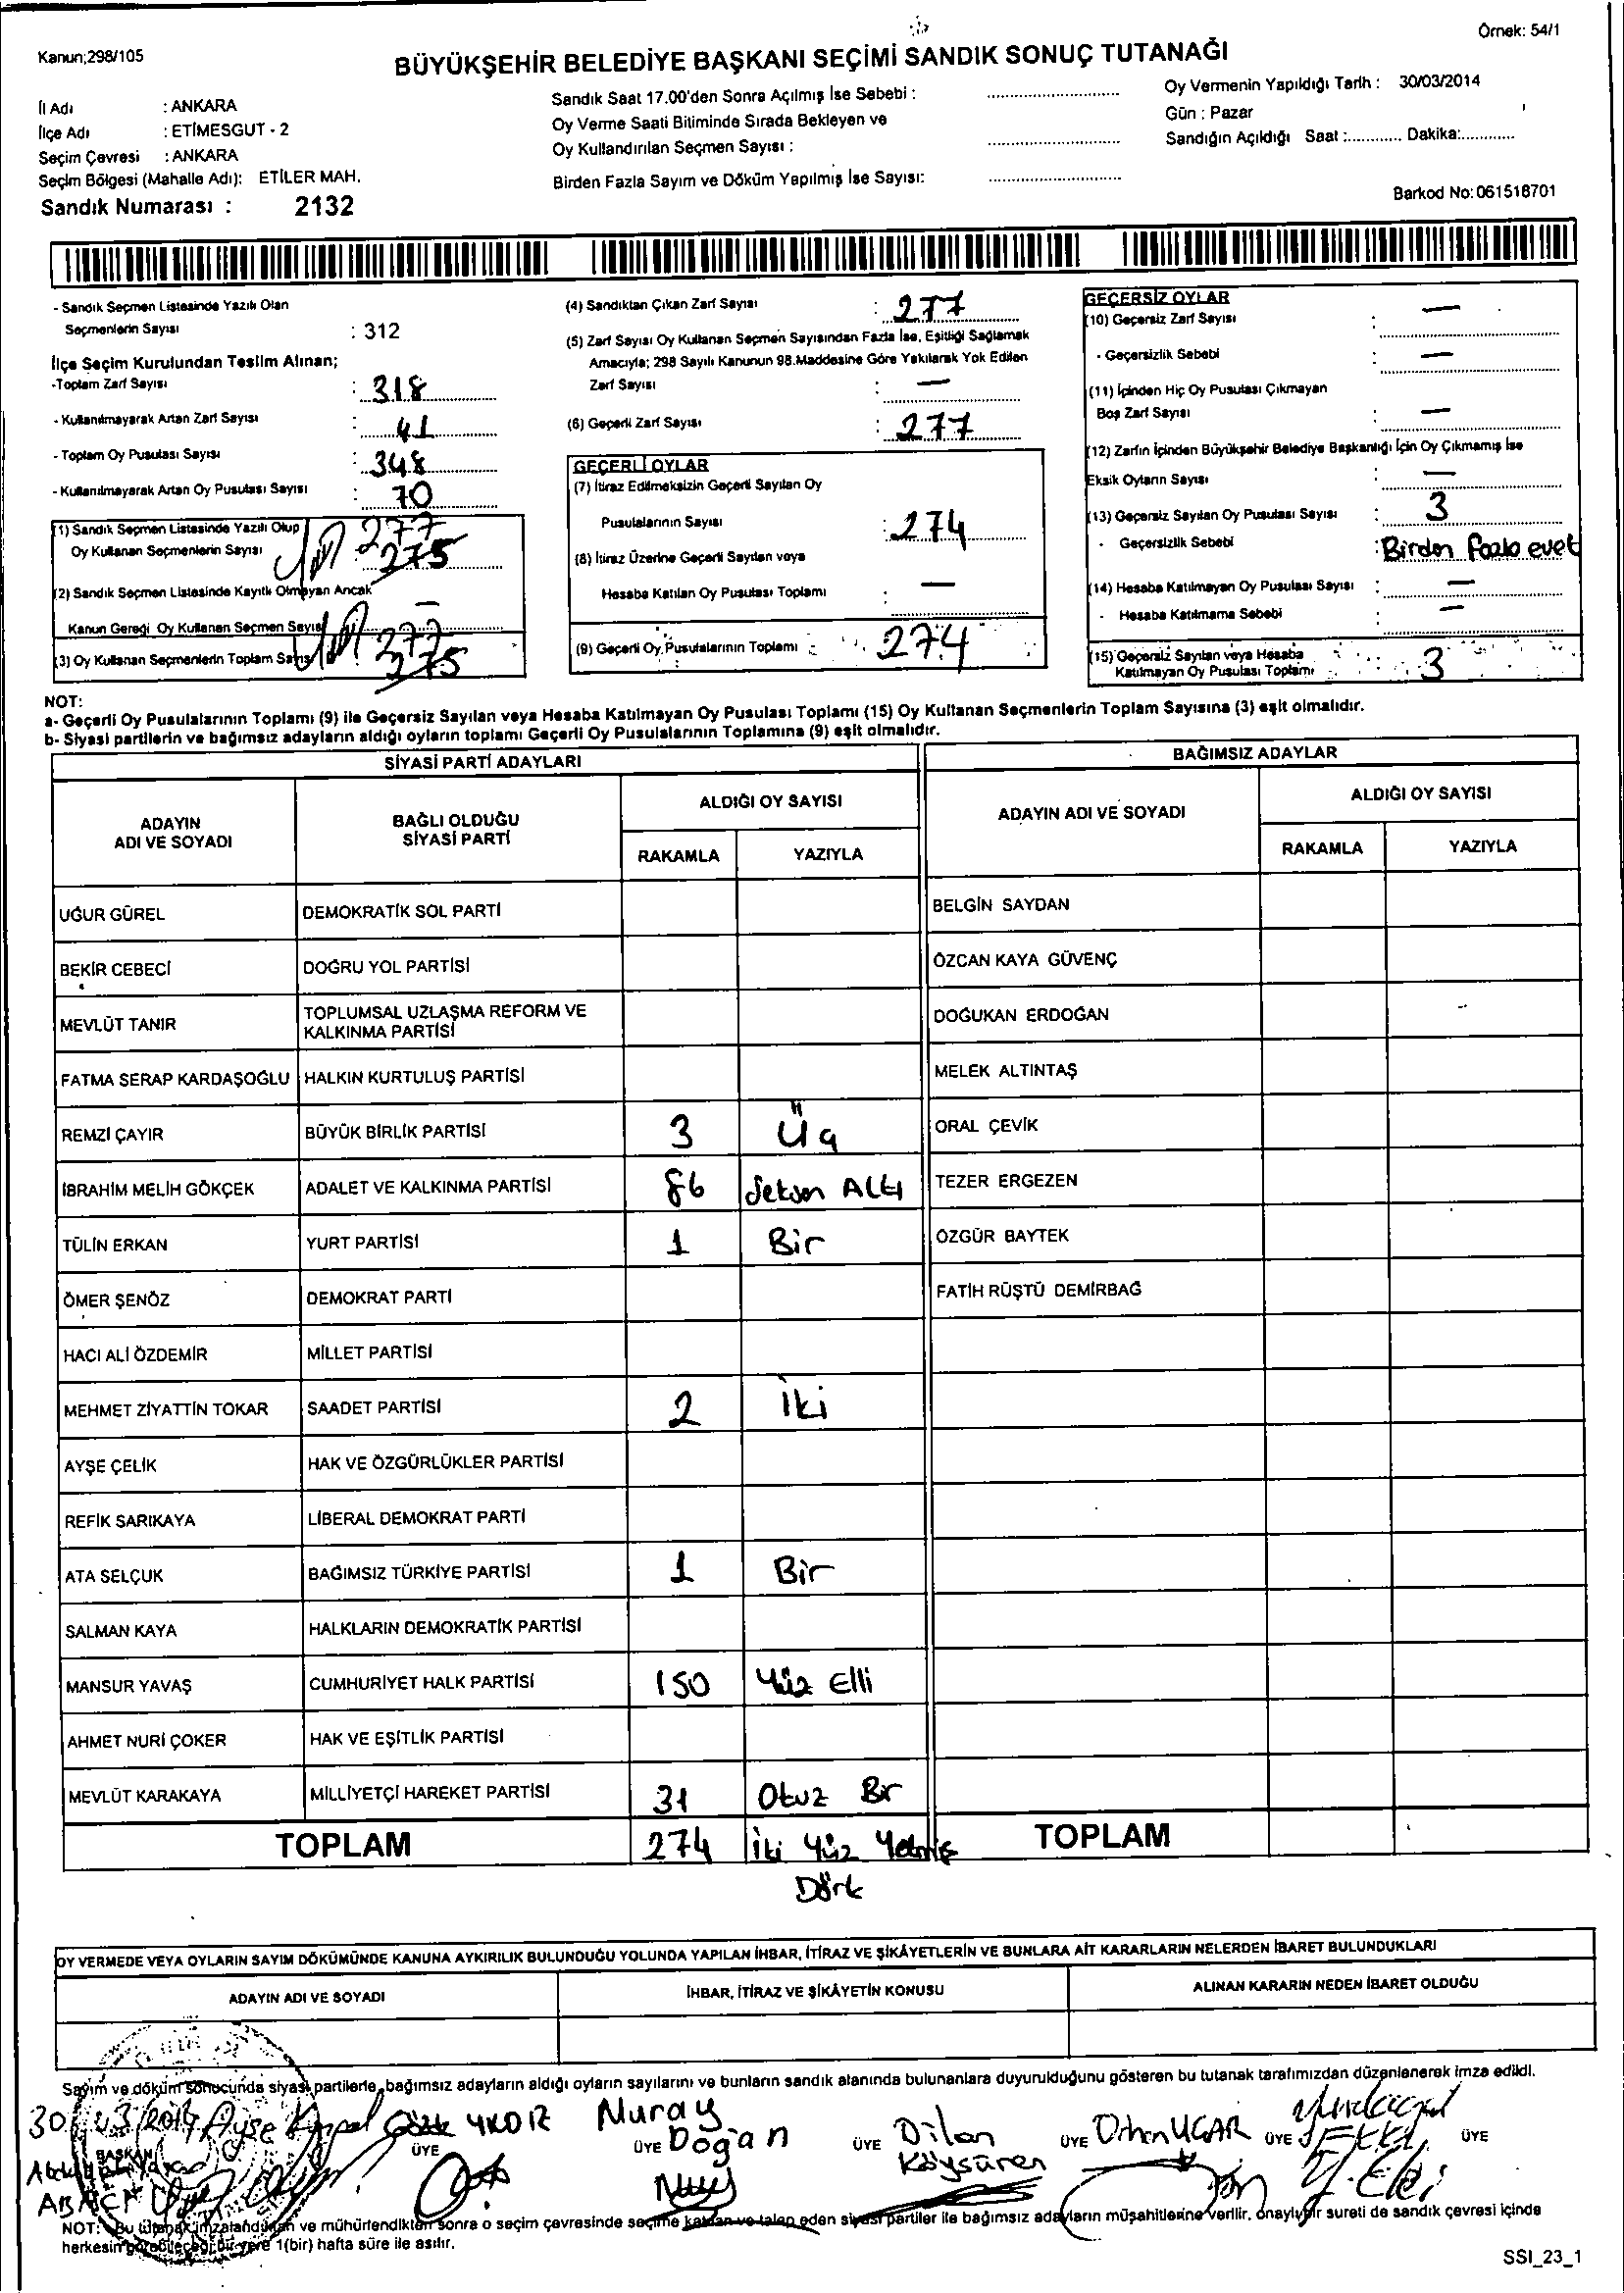 Örnek: 54/1
Kanun;298/105
BÜYÜKŞEHİR BELEDİYE BAŞKANI SEÇİMİ SANDIK SONUÇ TUTANAĞI
İl Adı : ANKARA
İlçe Adı : ETİMESGUT - 2
Seçim Çevresi : ANKARA
Seçim Bölgesi (Mahalle Adı): ETİLER MAH.
Sandık Numarası : 2132
Sandık Saat 17.00'den Sonra Açılmış İse Sebebi :
Oy Verme Saati Bitiminde Sırada Bekleyen ve
Oy Kullandırılan Seçmen Sayısı :
Birden Fazla Sayım ve Döküm Yapılmış İse Sayısı:
Oy Vermenin Yapıldığı Tarih : 30/03/2014
Gün : Pazar
Sandığın Açıldığı Saat :............ Dakika:............
Barkod No: 061518701
- Sandık Seçmen Listesinde Yazılı Olan
Seçmenlerin Sayısı : 312
İlçe Seçim Kurulundan Teslim Alınan;
-Toplam Zarf Sayısı : 318
- Kullanılmayarak Artan Zarf Sayısı : 41
- Toplam Oy Pusulası Sayısı : 348
- Kullanılmayarak Artan Oy Pusulası Sayısı : 70
(1) Sandık Seçmen Listesinde Yazılı Olup 277
Oy Kullanan Seçmenlerin Sayısı 275
(2) Sandık Seçmen Listesinde Kayıtlı Olmayan Ancak
Kanun Gereği Oy Kullanan Seçmen Sayısı —
(3) Oy Kullanan Seçmenlerin Toplam Sayısı 277 275
(4) Sandıktan Çıkan Zarf Sayısı : 277
(5) Zarf Sayısı Oy Kullanan Seçmen Sayısından Fazla İse, Eşitliği Sağlamak
Amacıyla; 298 Sayılı Kanunun 98.Maddesine Göre Yakılarak Yok Edilen
Zarf Sayısı : —
(6) Geçerli Zarf Sayısı : 277
GEÇERLİ OYLAR
(7) İtiraz Edilmeksizin Geçerli Sayılan Oy
Pusulalarının Sayısı : 274
(8) İtiraz Üzerine Geçerli Sayılan veya
Hesaba Katılan Oy Pusulası Toplamı : —
(9) Geçerli Oy Pusulalarının Toplamı : 274
GEÇERSİZ OYLAR
(10) Geçersiz Zarf Sayısı : —
- Geçersizlik Sebebi : —
(11) İçinden Hiç Oy Pusulası Çıkmayan
Boş Zarf Sayısı : —
(12) Zarfın İçinden Büyükşehir Belediye Başkanlığı İçin Oy Çıkmamış İse
Eksik Oyların Sayısı : —
(13) Geçersiz Sayılan Oy Pusulası Sayısı : 3
- Geçersizlik Sebebi : Birden fazla evet
(14) Hesaba Katılmayan Oy Pusulası Sayısı : —
- Hesaba Katılmama Sebebi : —
(15) Geçersiz Sayılan veya Hesaba
Katılmayan Oy Pusulası Toplamı : 3
NOT:
a- Geçerli Oy Pusulalarının Toplamı (9) ile Geçersiz Sayılan veya Hesaba Katılmayan Oy Pusulası Toplamı (15) Oy Kullanan Seçmenlerin Toplam Sayısına (3) eşit olmalıdır.
b- Siyasi partilerin ve bağımsız adayların aldığı oyların toplamı Geçerli Oy Pusulalarının Toplamına (9) eşit olmalıdır.
SİYASİ PARTİ ADAYLARI
BAĞIMSIZ ADAYLAR
ADAYIN ADI VE SOYADI
BAĞLI OLDUĞU SİYASİ PARTİ
ALDIĞI OY SAYISI
RAKAMLA YAZIYLA
ADAYIN ADI VE SOYADI
ALDIĞI OY SAYISI
RAKAMLA YAZIYLA
UĞUR GÜREL DEMOKRATİK SOL PARTİ BELGİN SAYDAN
BEKİR CEBECİ DOĞRU YOL PARTİSİ ÖZCAN KAYA GÜVENÇ
MEVLÜT TANIR TOPLUMSAL UZLAŞMA REFORM VE KALKINMA PARTİSİ DOĞUKAN ERDOĞAN
FATMA SERAP KARDAŞOĞLU HALKIN KURTULUŞ PARTİSİ MELEK ALTINTAŞ
REMZİ ÇAYIR BÜYÜK BİRLİK PARTİSİ 3 Üç ORAL ÇEVİK
İBRAHİM MELİH GÖKÇEK ADALET VE KALKINMA PARTİSİ 86 Seksen Altı TEZER ERGEZEN
TÜLİN ERKAN YURT PARTİSİ 1 Bir ÖZGÜR BAYTEK
ÖMER ŞENÖZ DEMOKRAT PARTİ FATİH RÜŞTÜ DEMİRBAĞ
HACI ALİ ÖZDEMİR MİLLET PARTİSİ
MEHMET ZİYATTİN TOKAR SAADET PARTİSİ 2 İki
AYŞE ÇELİK HAK VE ÖZGÜRLÜKLER PARTİSİ
REFİK SARIKAYA LİBERAL DEMOKRAT PARTİ
ATA SELÇUK BAĞIMSIZ TÜRKİYE PARTİSİ 1 Bir
SALMAN KAYA HALKLARIN DEMOKRATİK PARTİSİ
MANSUR YAVAŞ CUMHURİYET HALK PARTİSİ 150 Yüz Elli
AHMET NURİ ÇOKER HAK VE EŞİTLİK PARTİSİ
MEVLÜT KARAKAYA MİLLİYETÇİ HAREKET PARTİSİ 31 Otuz Bir
TOPLAM 274 İki Yüz Yetmiş Dört TOPLAM
OY VERMEDE VEYA OYLARIN SAYIM DÖKÜMÜNDE KANUNA AYKIRILIK BULUNDUĞU YOLUNDA YAPILAN İHBAR, İTİRAZ VE ŞİKÂYETLERİN VE BUNLARA AİT KARARLARIN NELERDEN İBARET BULUNDUKLARI
ADAYIN ADI VE SOYADI İHBAR, İTİRAZ VE ŞİKÂYETİN KONUSU ALINAN KARARIN NEDEN İBARET OLDUĞU
Sayım ve döküm sonucunda siyasi partilerle, bağımsız adayların aldığı oyların sayılarını ve bunların sandık alanında bulunanlara duyurulduğunu gösteren bu tutanak tarafımızdan düzenlenerek imza edildi.
30/03/2014 Ayşe Nuray
BAŞKAN ÜYE ÜYE Doğan ÜYE Dilan ÜYE Orhan UÇAR ÜYE ÜYE
Köysüren
ABACI Y. Eki
NOT: Bu tutanak imzalandıktan ve mühürlendikten sonra o seçim çevresinde seçime katılan ve talep eden siyasi partiler ile bağımsız adayların müşahitlerine verilir, onaylı bir sureti de sandık çevresi içinde
herkesin görebileceği bir yere 1(bir) hafta süre ile asılır.
SSI_23_1